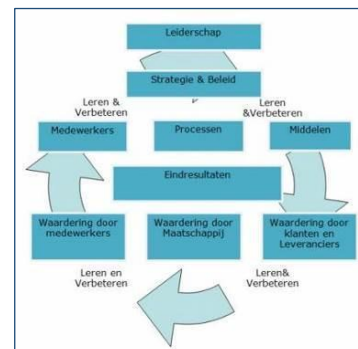 Leiderschap
Strategie & Beleid
Leren &
Verbeteren
Leren
&Verbeteren
Medewerkers
Processen
Middelen
Eindresultaten
Waardering door
medewerkers
Waardering door
Maatschappij
Waardering door
klanten en
Leveranciers
Leren en
Verbeteren
Leren&
Verbeteren